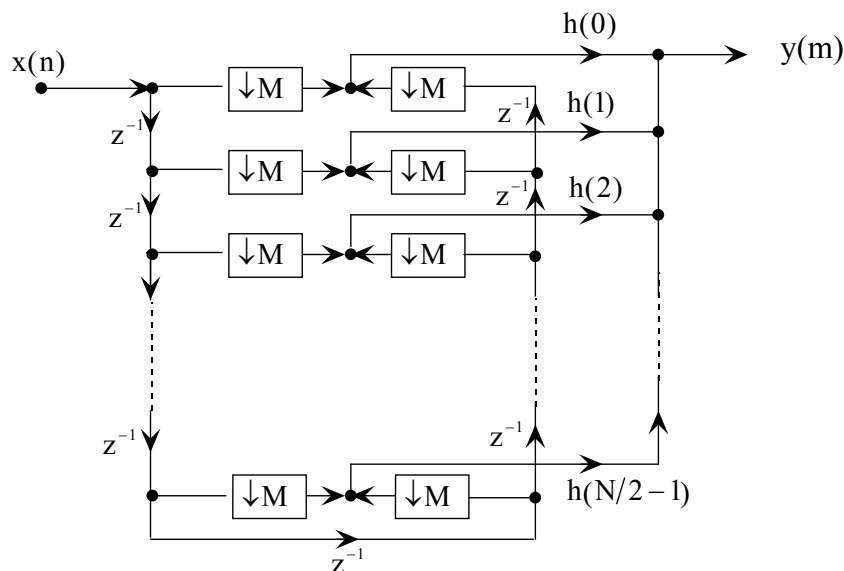 h(0)
x(n)
y(m)
↓M
↓M
z⁻¹
z⁻¹
h(1)
↓M
↓M
z⁻¹
z⁻¹
h(2)
↓M
↓M
z⁻¹
z⁻¹
↓M
↓M
h(N/2−1)
z⁻¹